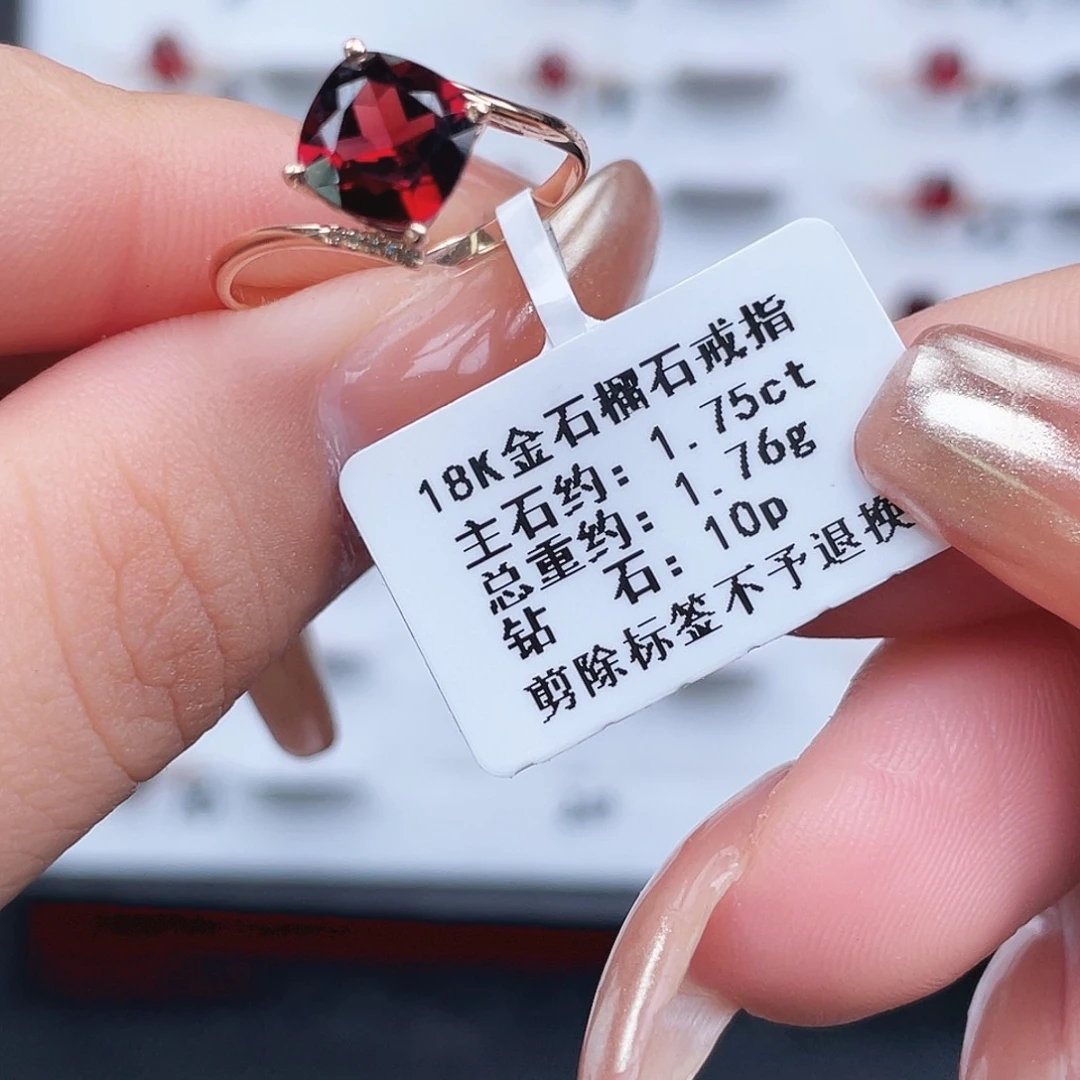 18K金石榴石戒指
主石约: 1.75ct
总重约: 1.76g
钻 石: 10p
剪除标签不予退换